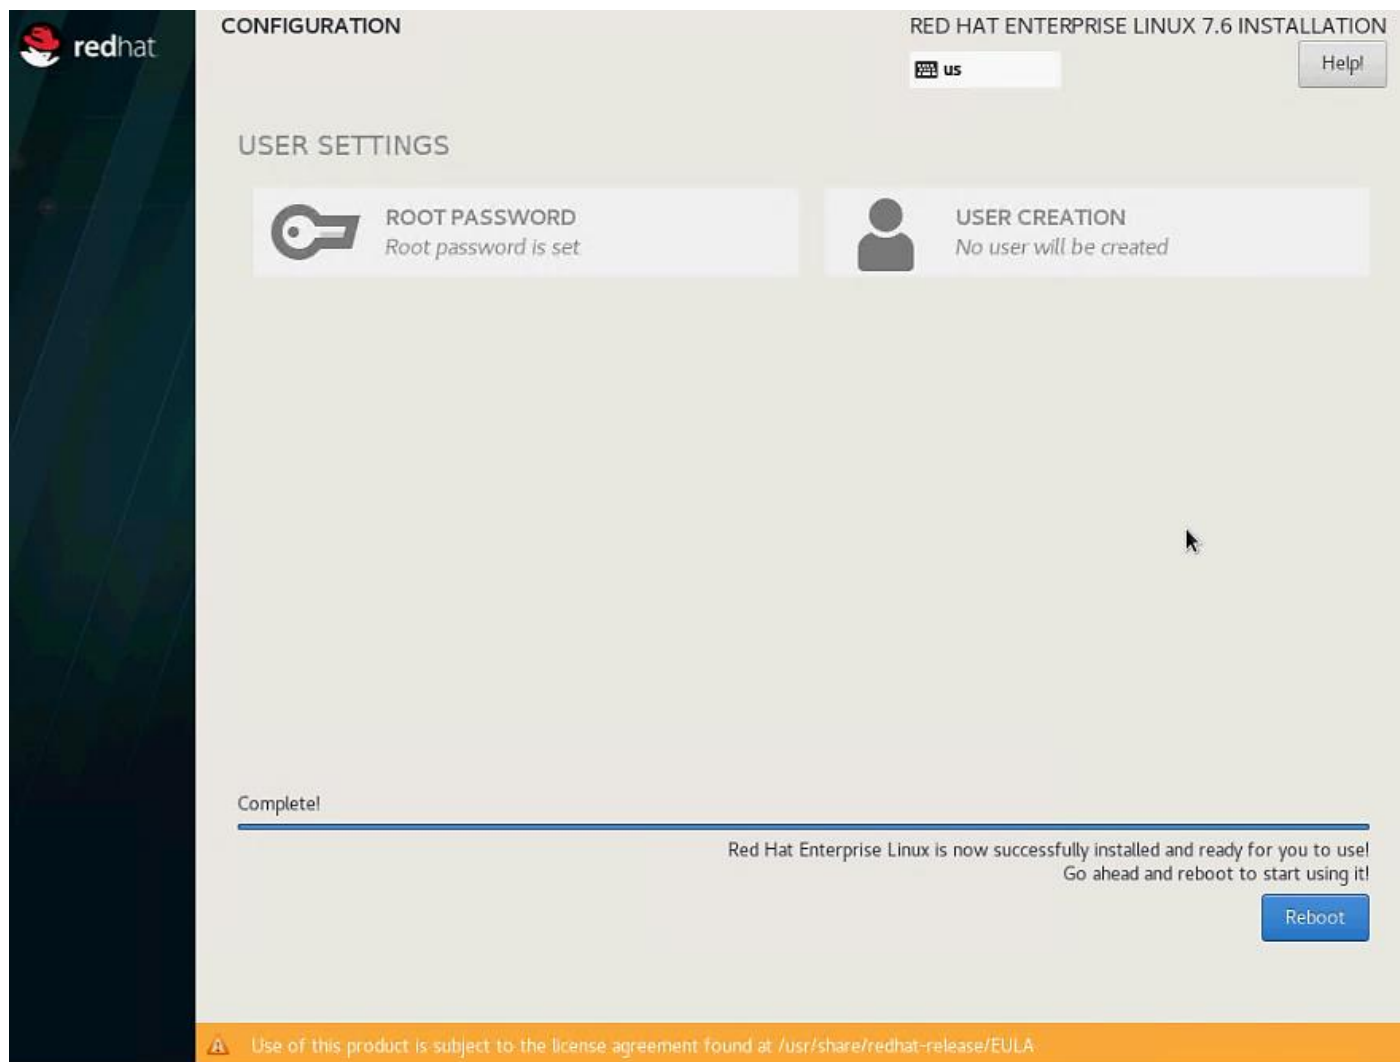 redhat
CONFIGURATION
RED HAT ENTERPRISE LINUX 7.6 INSTALLATION
us
Help!
USER SETTINGS
ROOT PASSWORD
Root password is set
USER CREATION
No user will be created
Complete!
Red Hat Enterprise Linux is now successfully installed and ready for you to use!
Go ahead and reboot to start using it!
Reboot
Use of this product is subject to the license agreement found at /usr/share/redhat-release/EULA